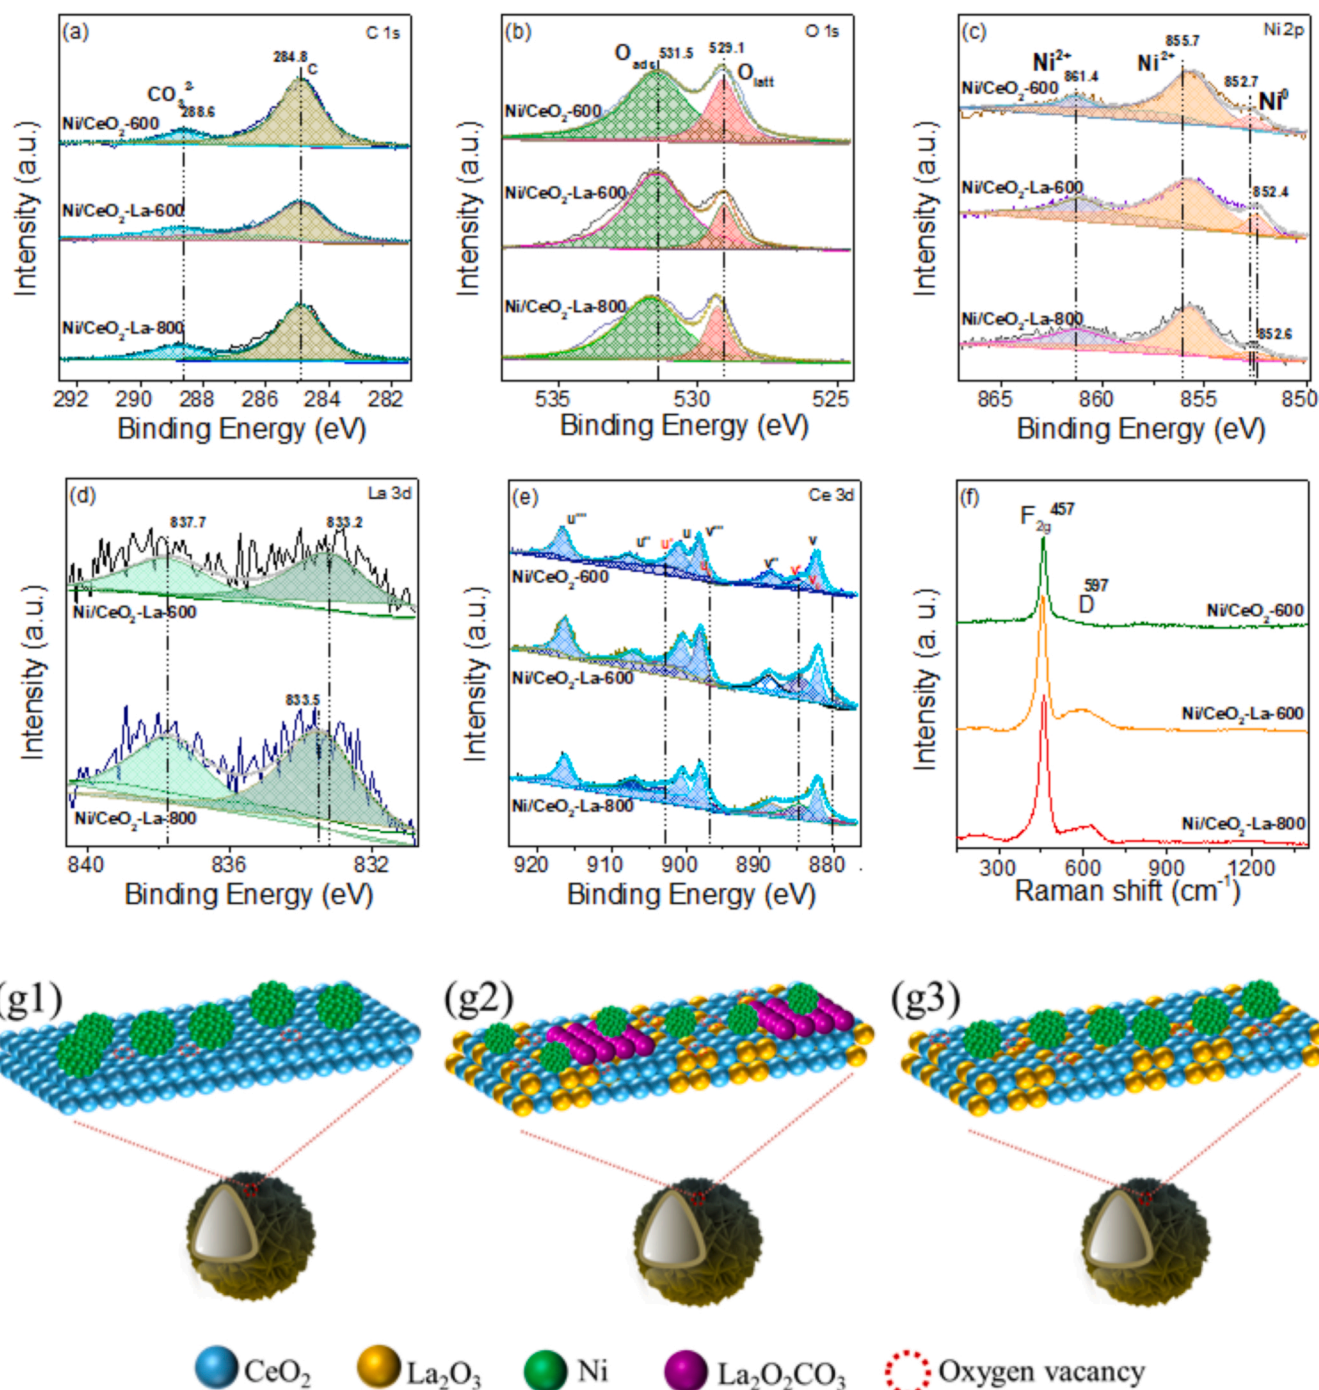 (a)
C 1s
284.8
C
CO₃²⁻
288.6
Ni/CeO₂-600
Ni/CeO₂-La-600
Ni/CeO₂-La-800
Intensity (a.u.)
292 290 288 286 284 282
Binding Energy (eV)
(b)
O 1s
O_ads 531.5
529.1
O_latt
Ni/CeO₂-600
Ni/CeO₂-La-600
Ni/CeO₂-La-800
Intensity (a.u.)
535 530 525
Binding Energy (eV)
(c)
Ni 2p
855.7
Ni²⁺
861.4
Ni²⁺
852.7
Ni⁰
Ni/CeO₂-600
Ni/CeO₂-La-600
852.4
Ni/CeO₂-La-800
852.6
Intensity (a.u.)
865 860 855 850
Binding Energy (eV)
(d)
La 3d
837.7
833.2
Ni/CeO₂-La-600
833.5
Ni/CeO₂-La-800
Intensity (a.u.)
840 836 832
Binding Energy (eV)
(e)
Ce 3d
u''' u'' u' u v''' v'' v' v
Ni/CeO₂-600
Ni/CeO₂-La-600
Ni/CeO₂-La-800
Intensity (a.u.)
920 910 900 890 880
Binding Energy (eV)
(f)
F₂g 457
597
D
Ni/CeO₂-600
Ni/CeO₂-La-600
Ni/CeO₂-La-800
Intensity (a. u.)
300 600 900 1200
Raman shift (cm⁻¹)
(g1)
(g2)
(g3)
CeO₂
La₂O₃
Ni
La₂O₂CO₃
Oxygen vacancy